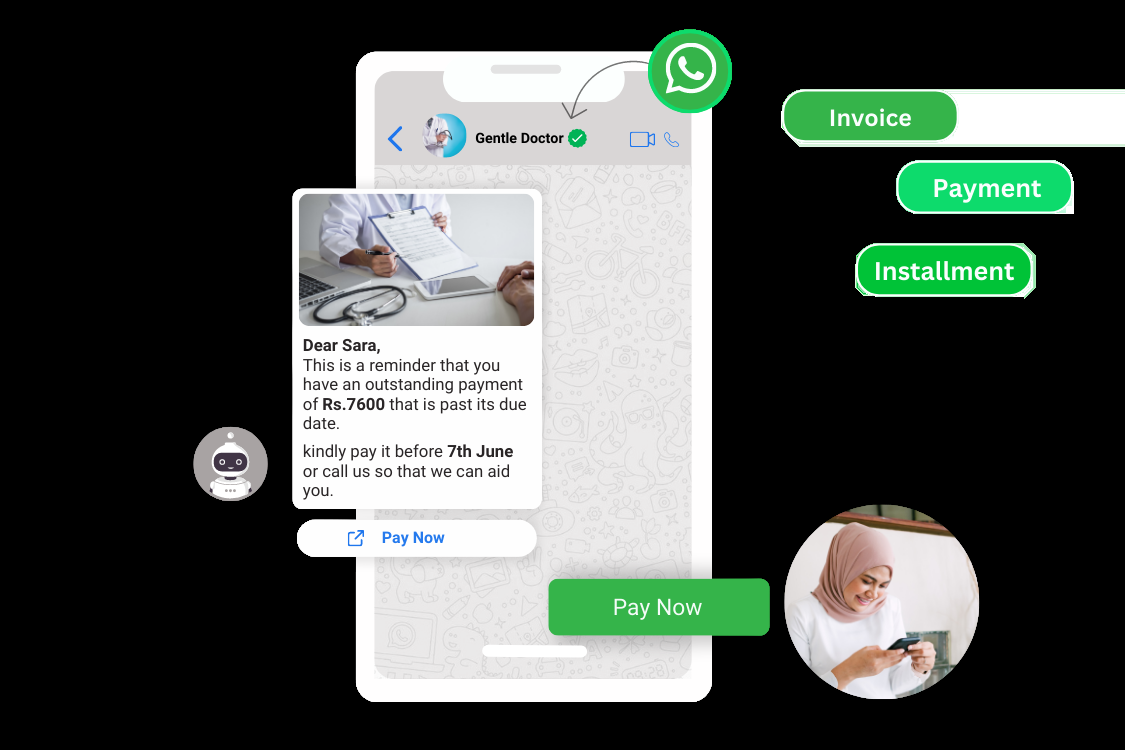 Gentle Doctor
Invoice
Payment
Installment
Dear Sara,
This is a reminder that you
have an outstanding payment
of Rs.7600 that is past its due
date.
kindly pay it before 7th June
or call us so that we can aid
you.
Pay Now
Pay Now